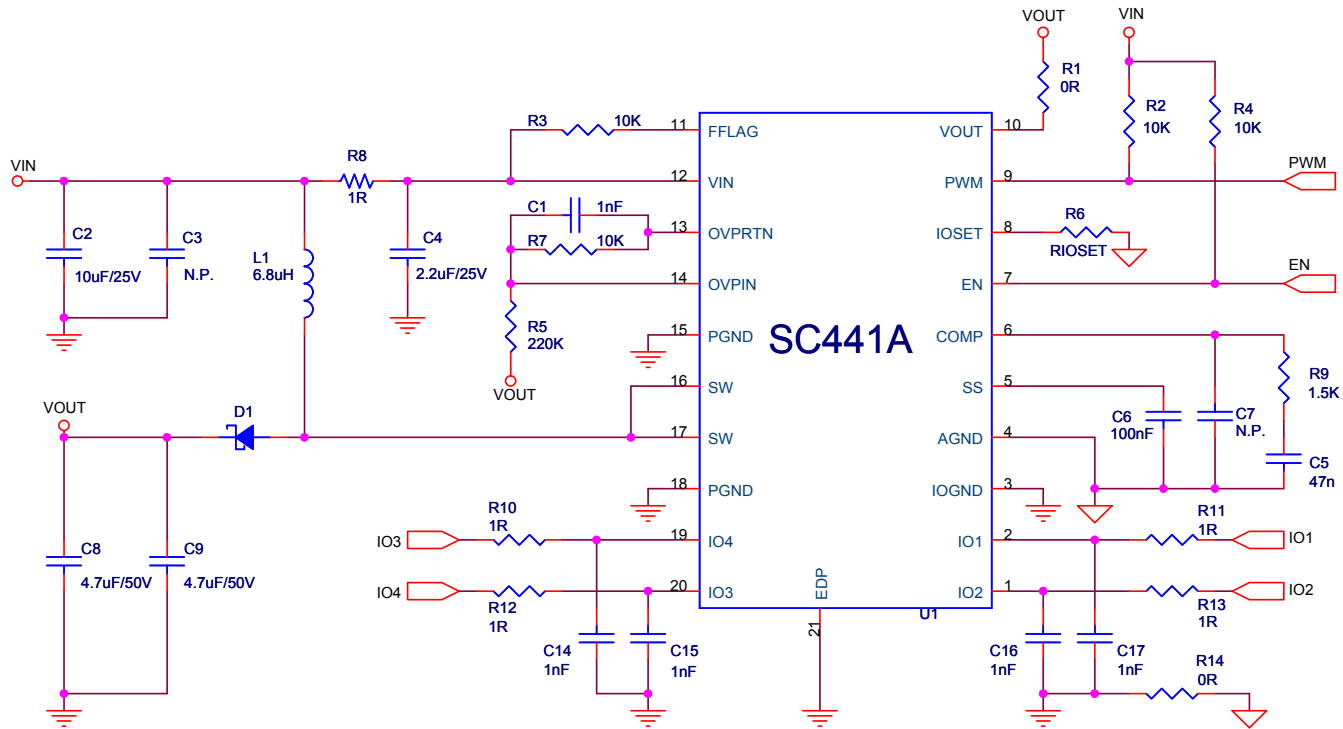 VOUT
VIN
R1
0R
R2
10K
R4
10K
R3
10K
11
FFLAG
VOUT
10
VIN
R8
1R
12
VIN
PWM
9
PWM
C1
1nF
R7
10K
13
OVPRTN
IOSET
8
R6
RIOSET
C2
10uF/25V
C3
N.P.
L1
6.8uH
C4
2.2uF/25V
14
OVPIN
EN
7
EN
R5
220K
VOUT
15
PGND
SC441A
COMP
6
R9
1.5K
16
SW
SS
5
C6
100nF
C7
N.P.
VOUT
D1
17
SW
AGND
4
C5
47n
18
PGND
IOGND
3
IO3
R10
1R
19
IO4
IO1
2
R11
1R
IO1
IO4
R12
1R
20
IO3
EDP
21
IO2
1
R13
1R
IO2
U1
C8
4.7uF/50V
C9
4.7uF/50V
C14
1nF
C15
1nF
C16
1nF
C17
1nF
R14
0R